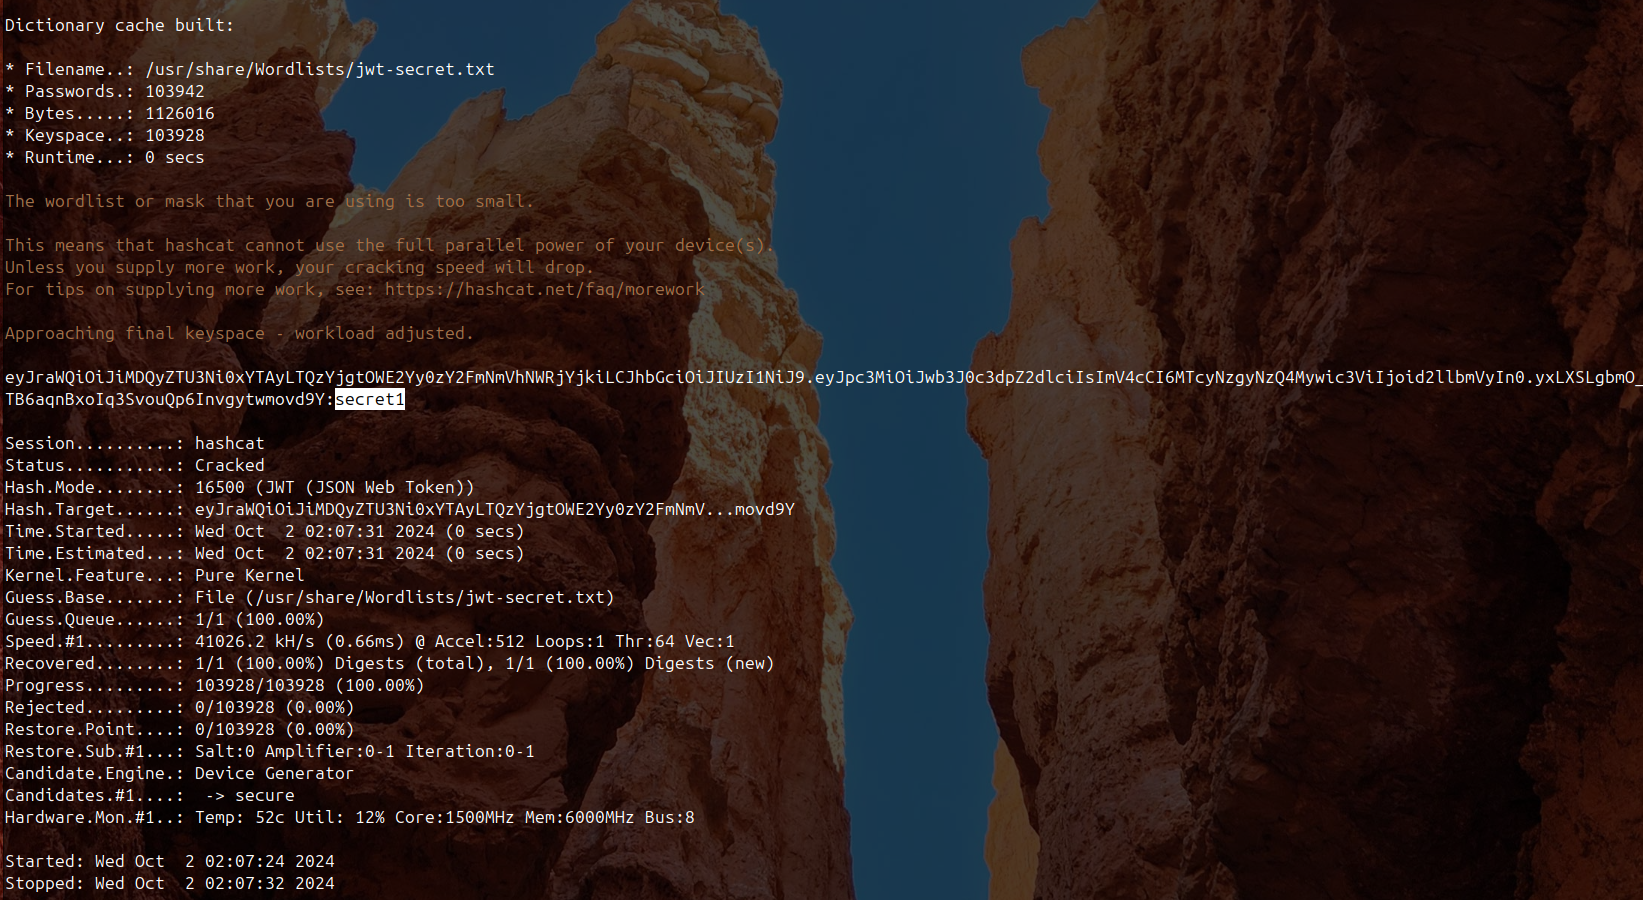 Dictionary cache built:
* Filename..: /usr/share/Wordlists/jwt-secret.txt
* Passwords.: 103942
* Bytes.....: 1126016
* Keyspace..: 103928
* Runtime...: 0 secs
The wordlist or mask that you are using is too small.
This means that hashcat cannot use the full parallel power of your device(s).
Unless you supply more work, your cracking speed will drop.
For tips on supplying more work, see: https://hashcat.net/faq/morework
Approaching final keyspace - workload adjusted.
eyJraWQiOiJiMDQyZTU3Ni0xYTAyLTQzYjgtOWE2Yy0zY2FmNmVhNWRjYjkiLCJhbGciOiJIUzI1NiJ9.eyJpc3MiOiJwb3J0c3dpZ2dlciIsImV4cCI6MTcyNzgyNzQ4Mywic3ViIjoid2llbmVyIn0.yxLXSLgbmO_
TB6aqnBxoIq3SvouQp6Invgytwmovd9Y:secret1
Session..........: hashcat
Status...........: Cracked
Hash.Mode........: 16500 (JWT (JSON Web Token))
Hash.Target......: eyJraWQiOiJiMDQyZTU3Ni0xYTAyLTQzYjgtOWE2Yy0zY2FmNmV...movd9Y
Time.Started.....: Wed Oct  2 02:07:31 2024 (0 secs)
Time.Estimated...: Wed Oct  2 02:07:31 2024 (0 secs)
Kernel.Feature...: Pure Kernel
Guess.Base.......: File (/usr/share/Wordlists/jwt-secret.txt)
Guess.Queue......: 1/1 (100.00%)
Speed.#1.........: 41026.2 kH/s (0.66ms) @ Accel:512 Loops:1 Thr:64 Vec:1
Recovered........: 1/1 (100.00%) Digests (total), 1/1 (100.00%) Digests (new)
Progress.........: 103928/103928 (100.00%)
Rejected.........: 0/103928 (0.00%)
Restore.Point....: 0/103928 (0.00%)
Restore.Sub.#1...: Salt:0 Amplifier:0-1 Iteration:0-1
Candidate.Engine.: Device Generator
Candidates.#1....:  -> secure
Hardware.Mon.#1..: Temp: 52c Util: 12% Core:1500MHz Mem:6000MHz Bus:8
Started: Wed Oct  2 02:07:24 2024
Stopped: Wed Oct  2 02:07:32 2024